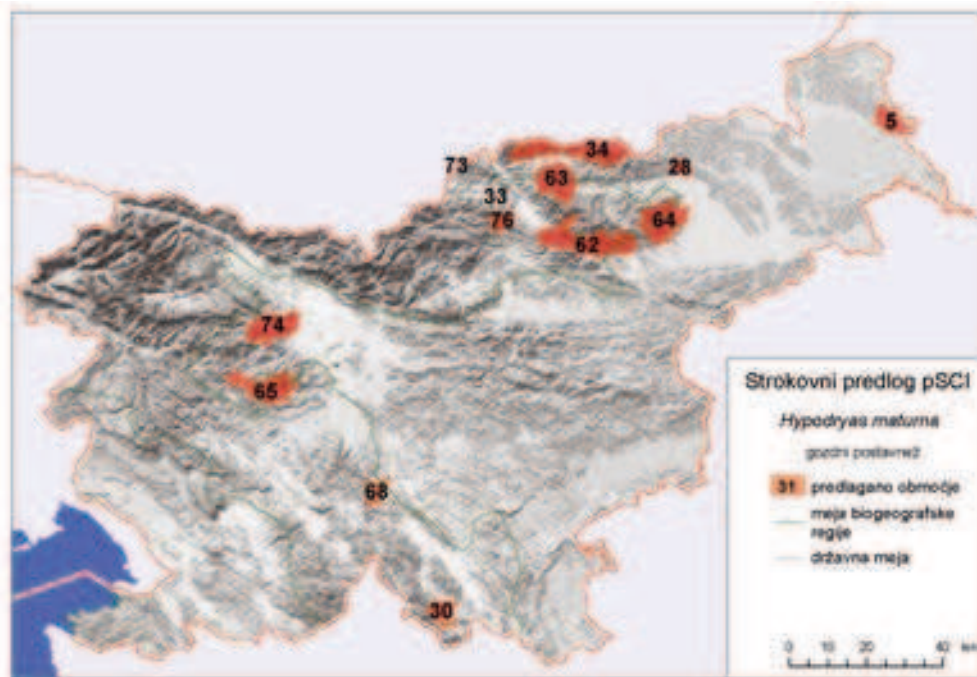 5
34
73
28
63
33
76
64
62
74
65
68
30
Strokovni predlog pSCI
Hypodryas maturna
gozdni postavnež
31 predlagano območje
meja biogeografske
regije
državna meja
0 10 20 40 km